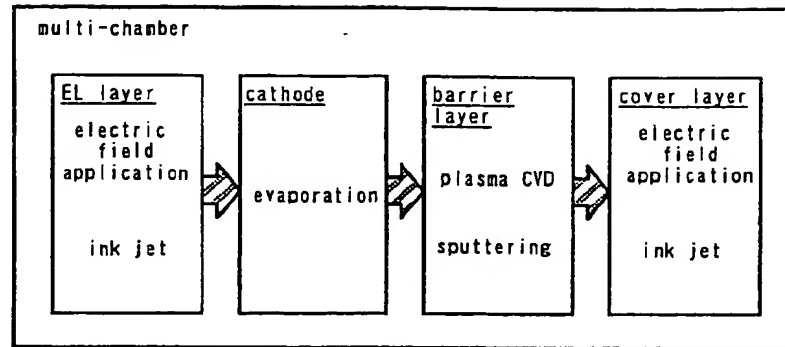 multi-chamber
EL layer
electric
field
application
ink jet
cathode
evaporation
barrier
layer
plasma CVD
sputtering
cover layer
electric
field
application
ink jet